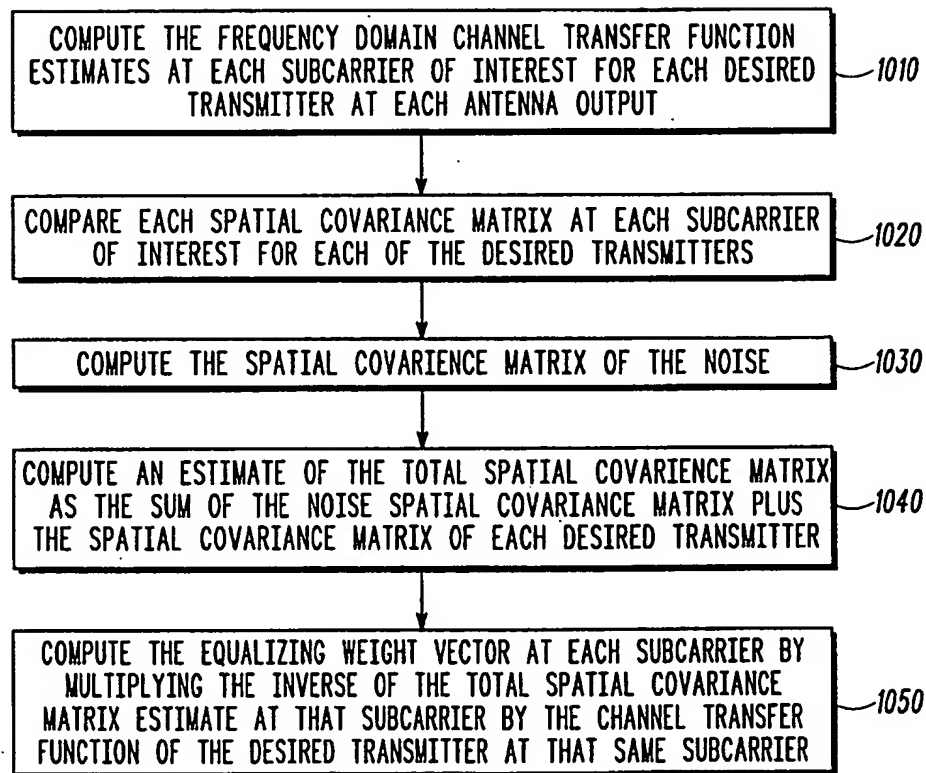 COMPUTE THE FREQUENCY DOMAIN CHANNEL TRANSFER FUNCTION
ESTIMATES AT EACH SUBCARRIER OF INTEREST FOR EACH DESIRED
TRANSMITTER AT EACH ANTENNA OUTPUT
1010
COMPARE EACH SPATIAL COVARIANCE MATRIX AT EACH SUBCARRIER
OF INTEREST FOR EACH OF THE DESIRED TRANSMITTERS
1020
COMPUTE THE SPATIAL COVARIENCE MATRIX OF THE NOISE
1030
COMPUTE AN ESTIMATE OF THE TOTAL SPATIAL COVARIENCE MATRIX
AS THE SUM OF THE NOISE SPATIAL COVARIANCE MATRIX PLUS
THE SPATIAL COVARIANCE MATRIX OF EACH DESIRED TRANSMITTER
1040
COMPUTE THE EQUALIZING WEIGHT VECTOR AT EACH SUBCARRIER BY
MULTIPLYING THE INVERSE OF THE TOTAL SPATIAL COVARIANCE
MATRIX ESTIMATE AT THAT SUBCARRIER BY THE CHANNEL TRANSFER
FUNCTION OF THE DESIRED TRANSMITTER AT THAT SAME SUBCARRIER
1050